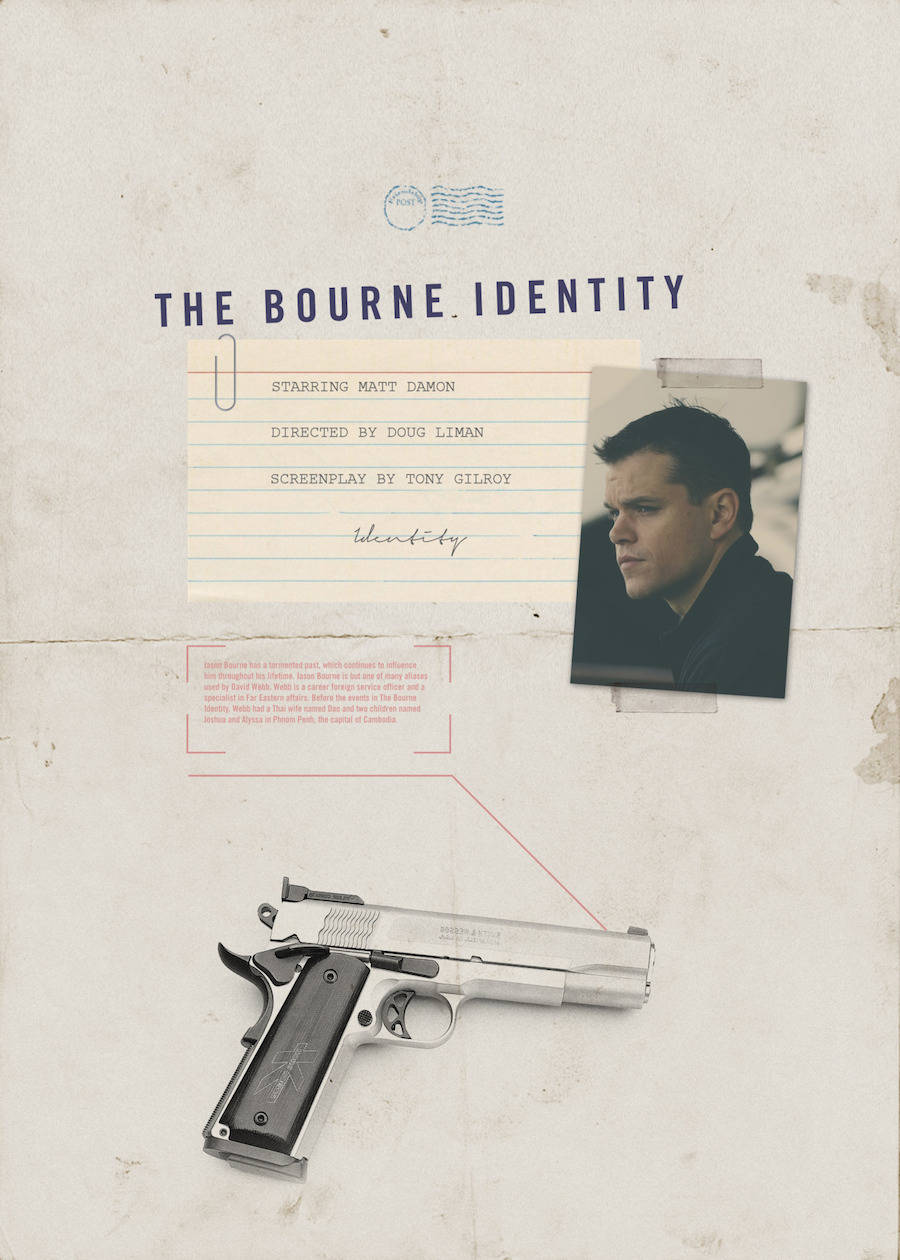 Friendship
POST
THE BOURNE IDENTITY
STARRING MATT DAMON
DIRECTED BY DOUG LIMAN
SCREENPLAY BY TONY GILROY
Identity
Jason Bourne has a tormented past, which continues to influence
him throughout his lifetime. Jason Bourne is but one of many aliases
used by David Webb. Webb is a career foreign service officer and a
specialist in Far Eastern affairs. Before the events in The Bourne
Identity, Webb had a Thai wife named Dao and two children named
Joshua and Alyssa in Phnom Penh, the capital of Cambodia.
SMITH & WESSON